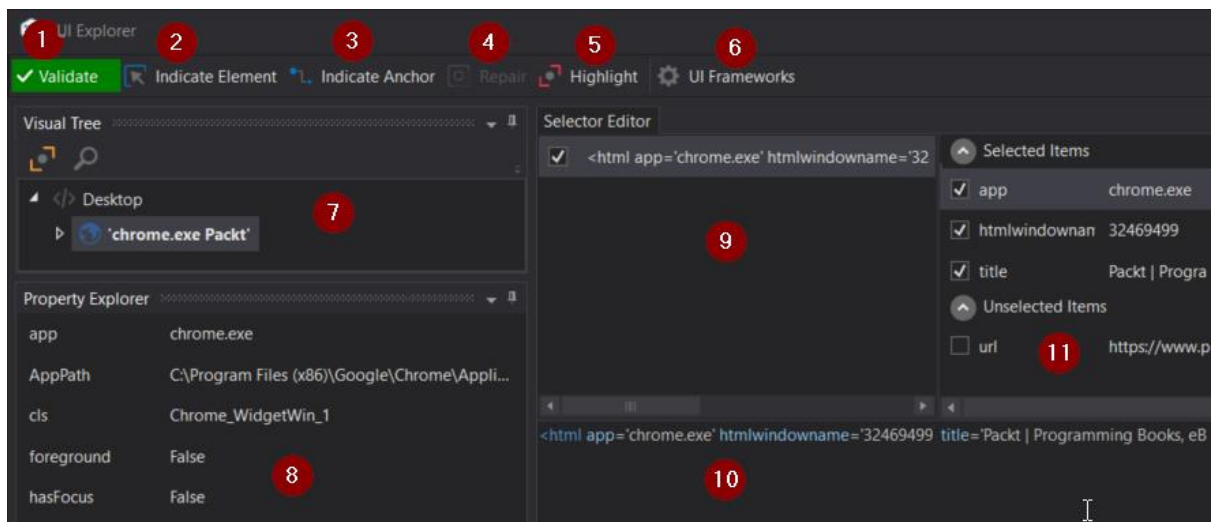 UI Explorer
1 2 3 4 5 6
Validate Indicate Element Indicate Anchor Repair Highlight UI Frameworks
Visual Tree
Desktop
'chrome.exe Packt'
7
Property Explorer
app chrome.exe
AppPath C:\Program Files (x86)\Google\Chrome\Appli...
cls Chrome_WidgetWin_1
foreground False
hasFocus False
8
Selector Editor
<html app='chrome.exe' htmlwindowname='32
9
Selected Items
app chrome.exe
htmlwindownan 32469499
title Packt | Progra
Unselected Items
url https://www.p
11
<html app='chrome.exe' htmlwindowname='32469499 title='Packt | Programming Books, eB
10